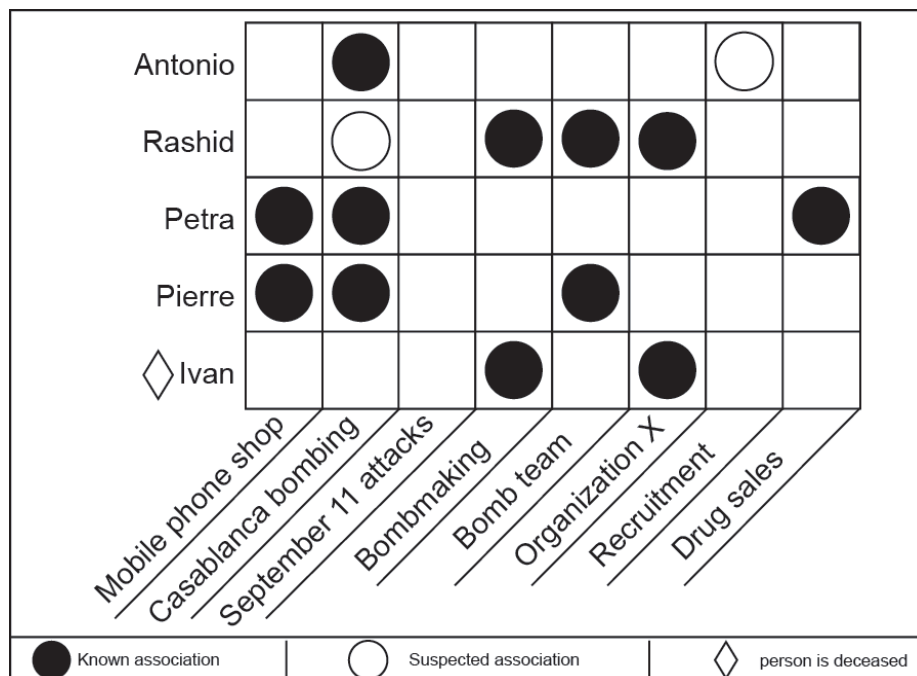 Antonio
Rashid
Petra
Pierre
Ivan
Mobile phone shop
Casablanca bombing
September 11 attacks
Bombmaking
Bomb team
Organization X
Recruitment
Drug sales
Known association
Suspected association
person is deceased